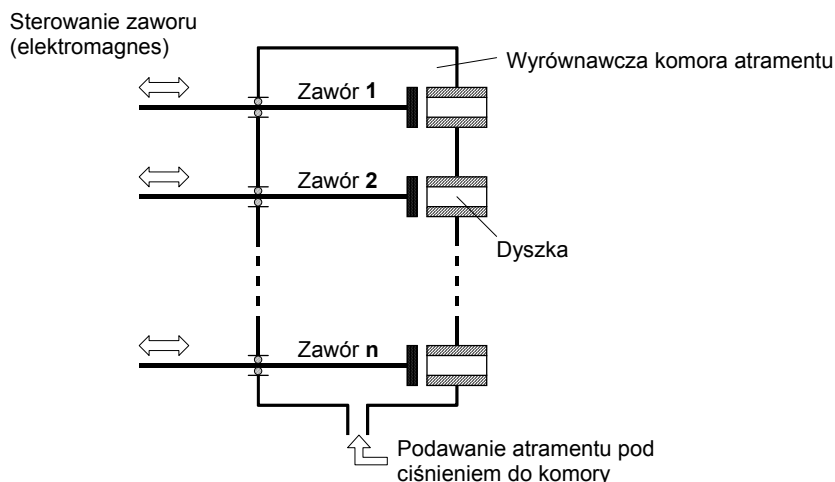 Sterowanie zaworu
(elektromagnes)
Wyrównawcza komora atramentu
Zawór 1
Zawór 2
Dyszka
Zawór n
Podawanie atramentu pod
ciśnieniem do komory